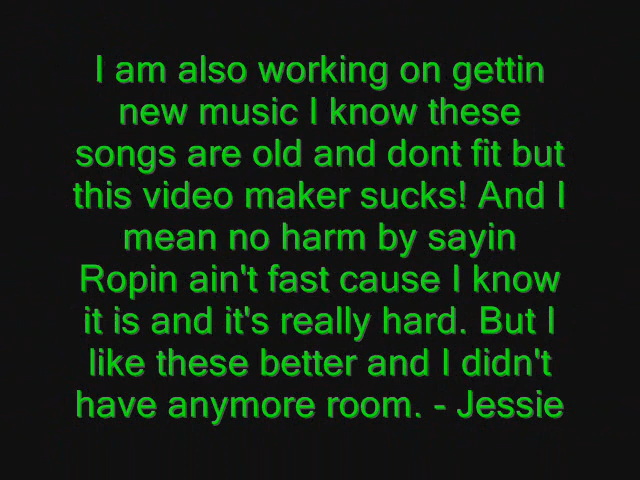 I am also working on gettin
new music I know these
songs are old and dont fit but
this video maker sucks! And I
mean no harm by sayin
Ropin ain't fast cause I know
it is and it's really hard. But I
like these better and I didn't
have anymore room. - Jessie